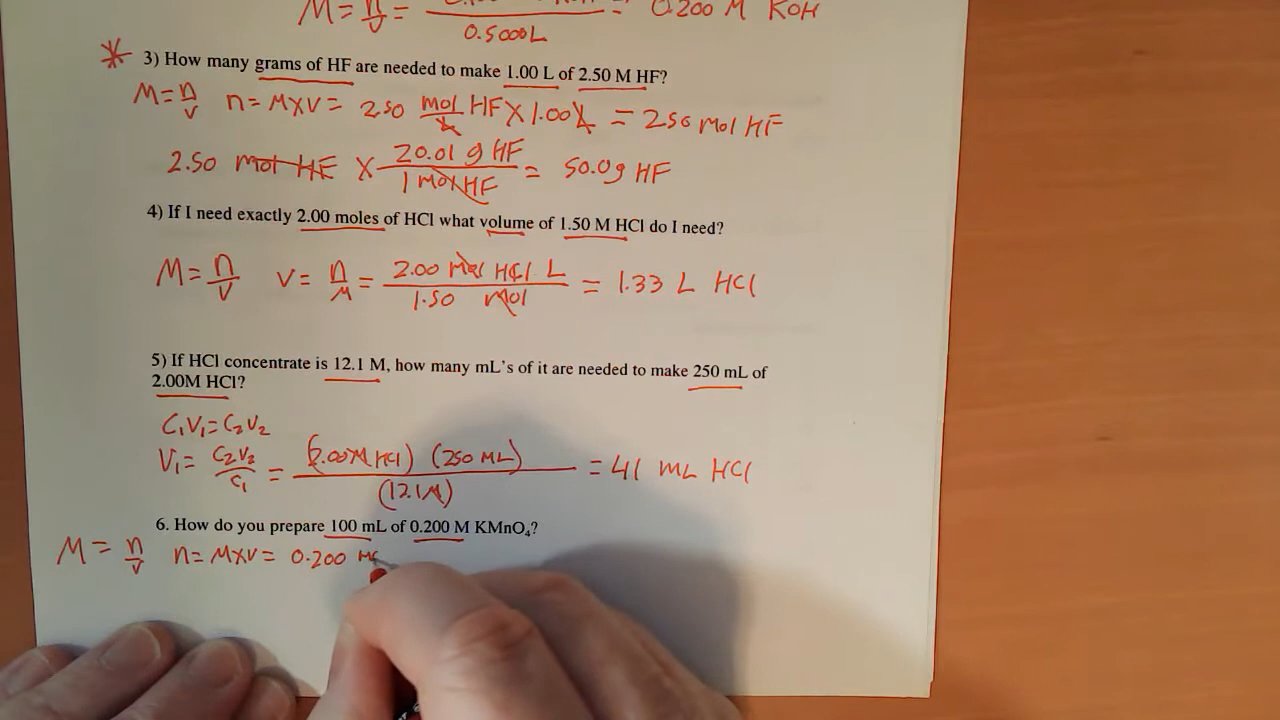 M = n/v = 0.200 M KOH
0.5000L
* 3) How many grams of HF are needed to make 1.00 L of 2.50 M HF?
M = n/v n = M x V = 2.50 mol/L HF x 1.00 L = 2.50 mol HF
2.50 mol HF x 20.01 g HF / 1 mol HF = 50.0g HF
4) If I need exactly 2.00 moles of HCl what volume of 1.50 M HCl do I need?
M = n/v V = n/M = 2.00 mol HCl L / 1.50 mol = 1.33 L HCl
5) If HCl concentrate is 12.1 M, how many mL's of it are needed to make 250 mL of
2.00M HCl?
C₁V₁ = C₂V₂
V₁ = C₂V₂/C₁ = (2.00M HCl) (250 mL) / (12.1M) = 41 mL HCl
6. How do you prepare 100 mL of 0.200 M KMnO₄?
M = n/v n = M x V = 0.200